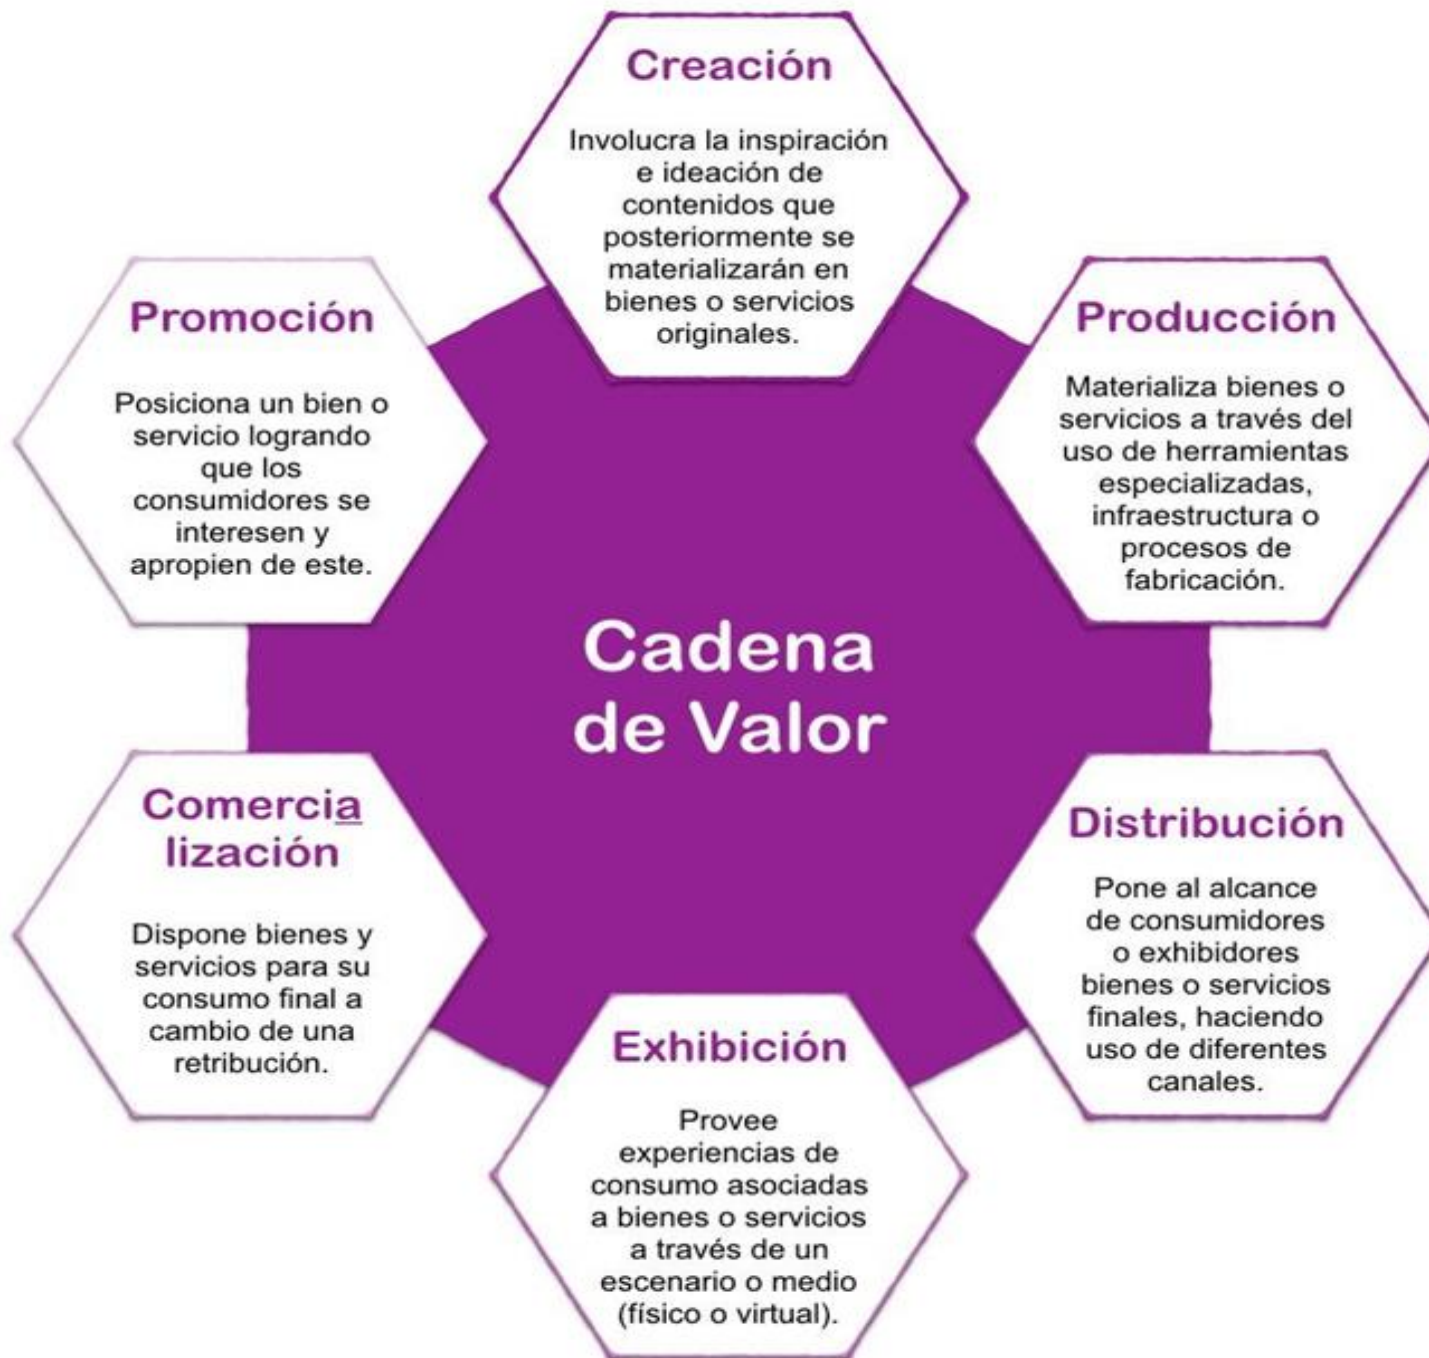 Creación
Involucra la inspiración
e ideación de
contenidos que
posteriormente se
materializarán en
bienes o servicios
originales.
Producción
Materializa bienes o
servicios a través del
uso de herramientas
especializadas,
infraestructura o
procesos de
fabricación.
Distribución
Pone al alcance
de consumidores
o exhibidores
bienes o servicios
finales, haciendo
uso de diferentes
canales.
Exhibición
Provee
experiencias de
consumo asociadas
a bienes o servicios
a través de un
escenario o medio
(físico o virtual).
Comercia
lización
Dispone bienes y
servicios para su
consumo final a
cambio de una
retribución.
Promoción
Posiciona un bien o
servicio logrando
que los
consumidores se
interesen y
apropien de este.
Cadena
de Valor